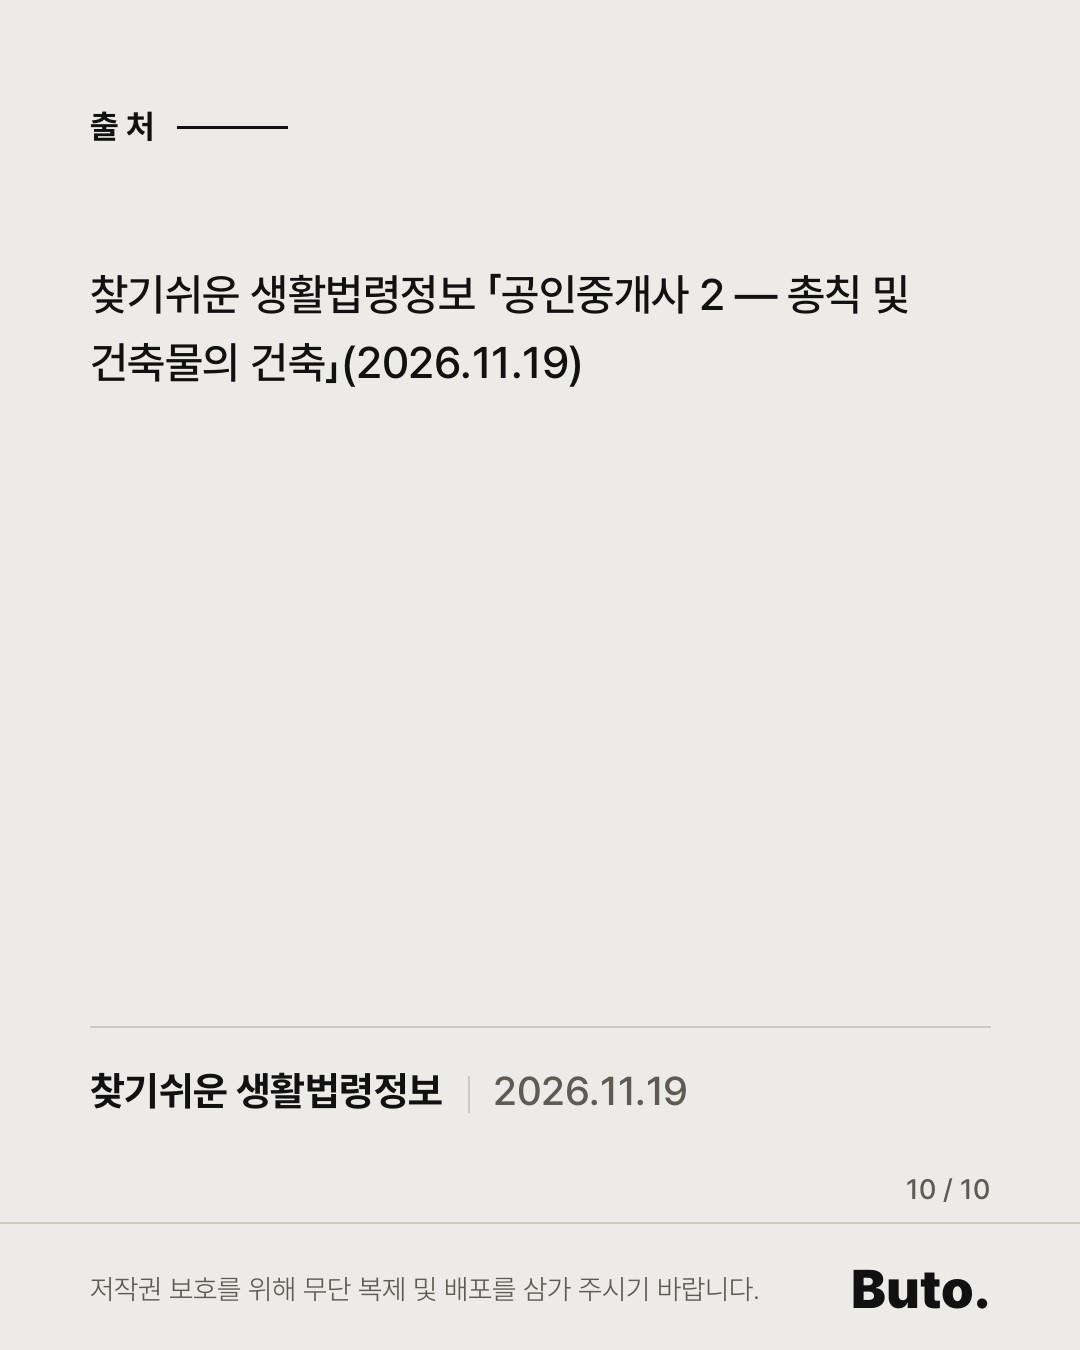 출처
찾기쉬운 생활법령정보 ｢공인중개사 2 — 총칙 및
건축물의 건축｣(2026.11.19)
찾기쉬운 생활법령정보 | 2026.11.19
10 / 10
저작권 보호를 위해 무단 복제 및 배포를 삼가 주시기 바랍니다.
Buto.